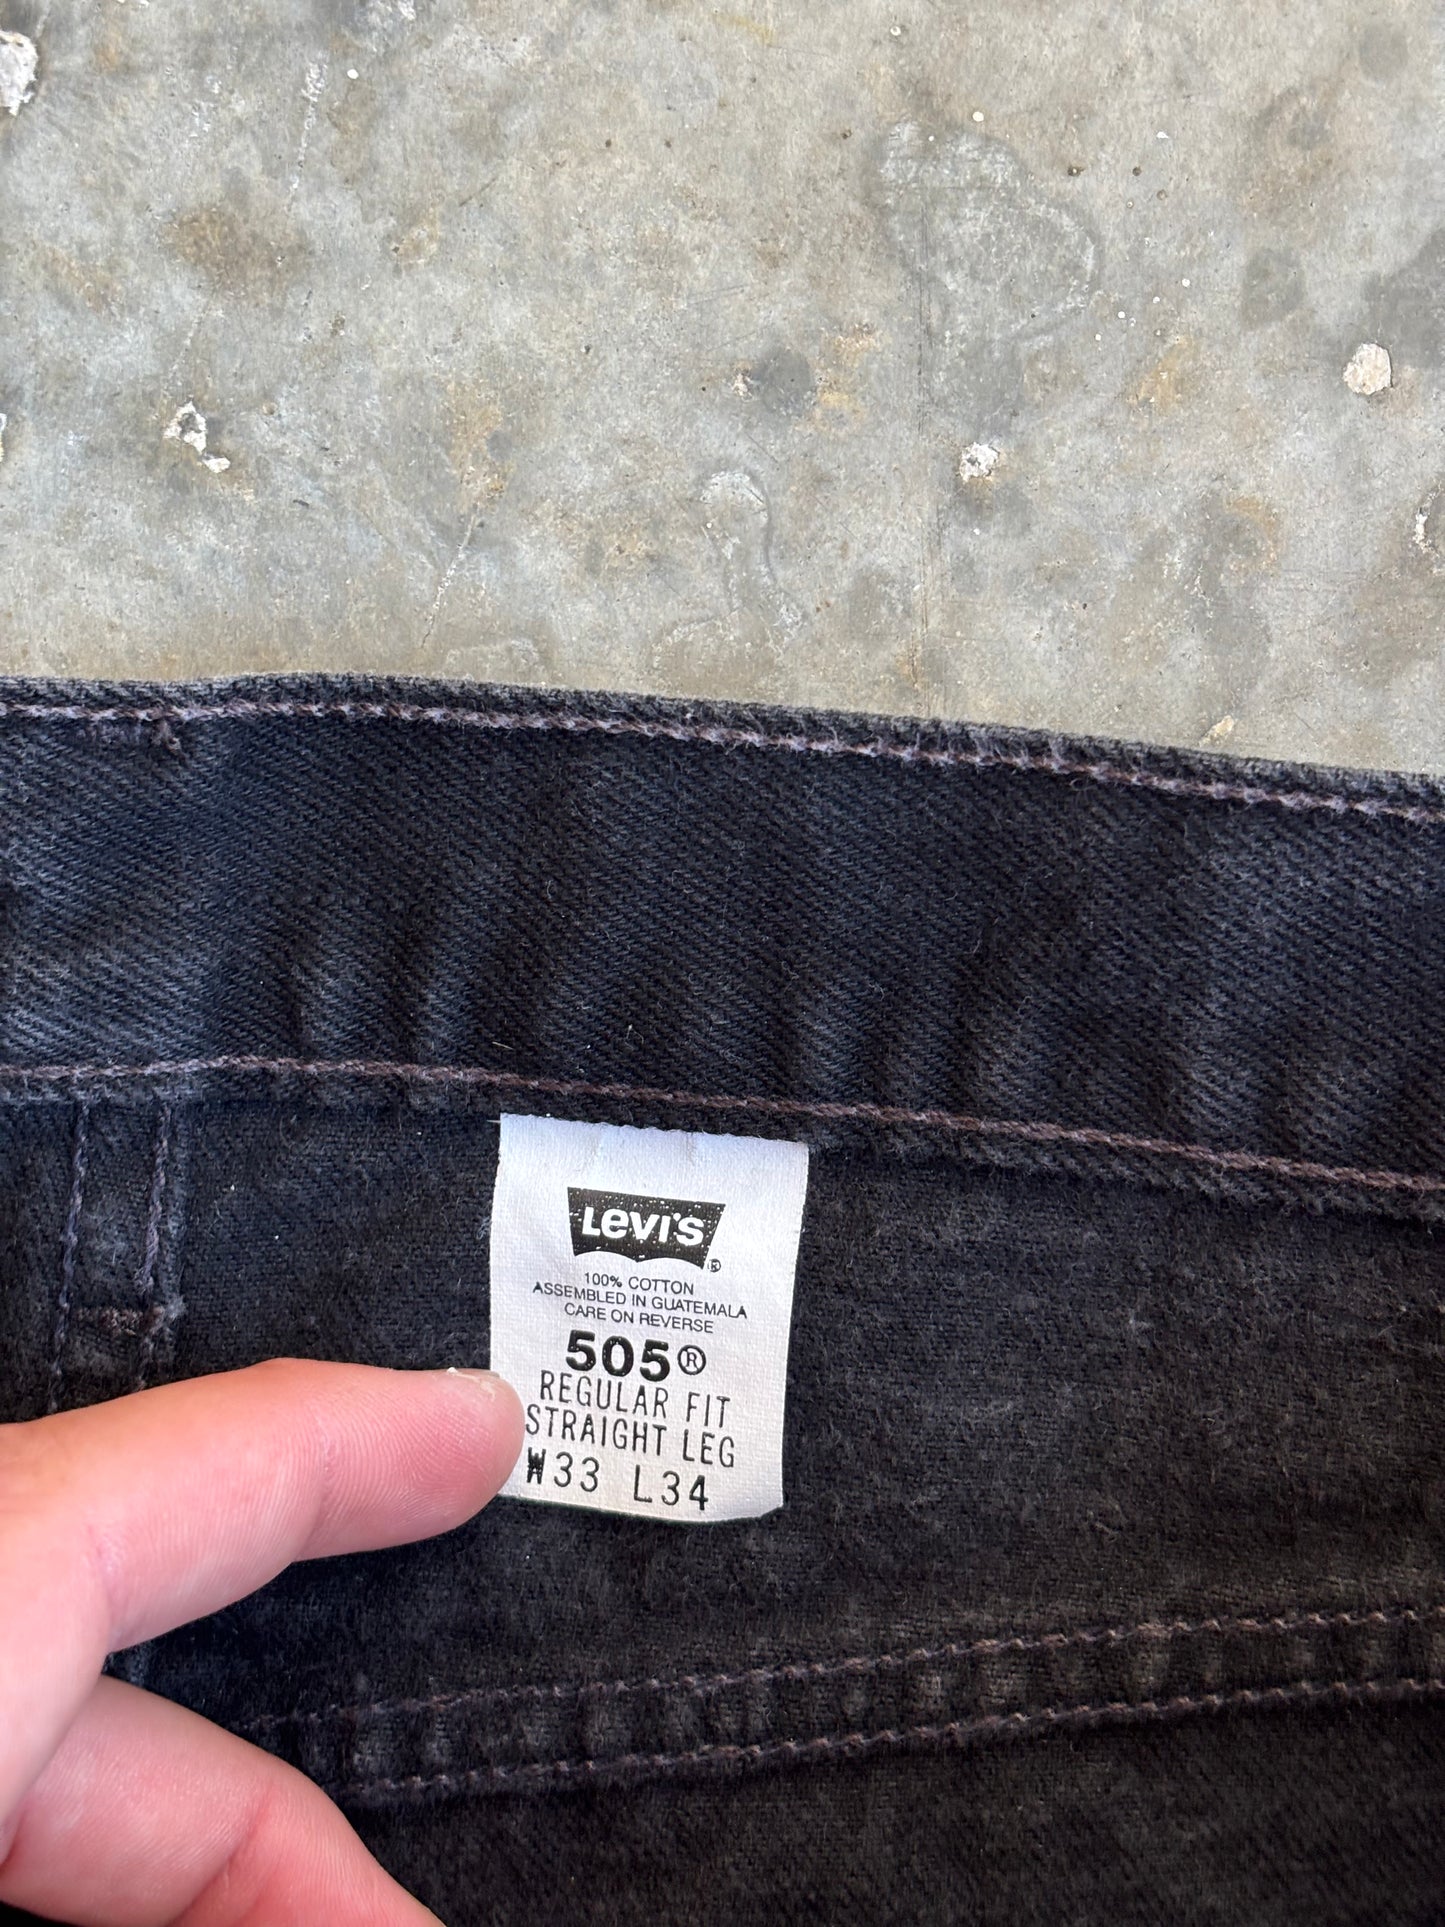 LEVI'S®
100% COTTON
ASSEMBLED IN GUATEMALA
CARE ON REVERSE
505®
REGULAR FIT
STRAIGHT LEG
W33 L34